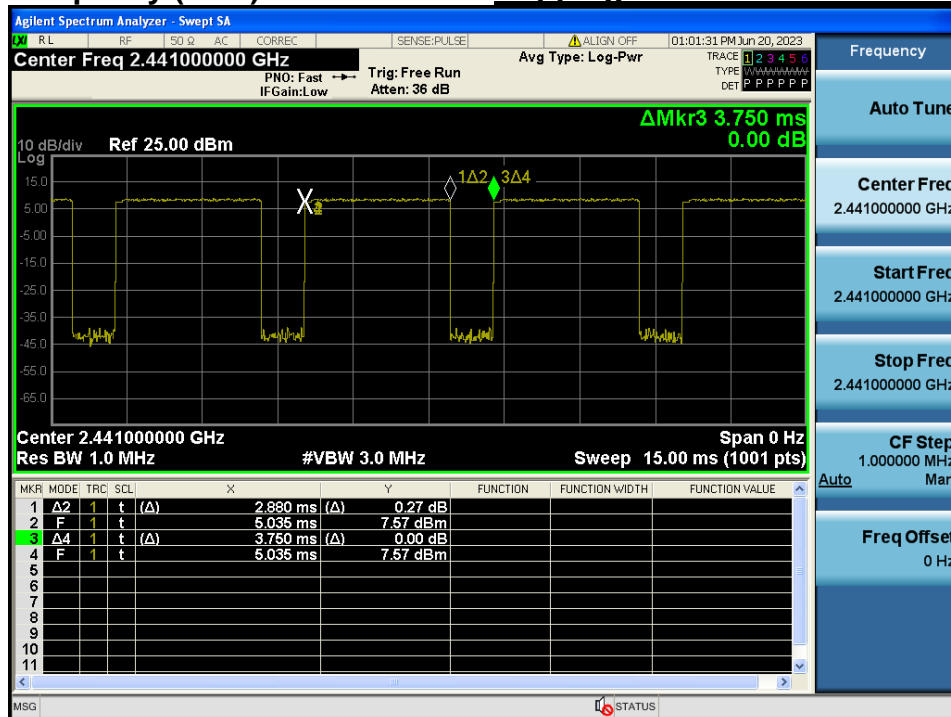 Agilent Spectrum Analyzer - Swept SA
LXI RL RF 50 Ω AC CORREC SENSE:PULSE ALIGN OFF 01:01:31 PM Jun 20, 2023
Center Freq 2.441000000 GHz
PNO: Fast
IFGain:Low
Trig: Free Run
Atten: 36 dB
Avg Type: Log-Pwr
TRACE 1 2 3 4 5 6
TYPE
DET P P P P P P
ΔMkr3 3.750 ms
0.00 dB
10 dB/div Ref 25.00 dBm
Log
15.0
5.00
-5.00
-15.0
-25.0
-35.0
-45.0
-55.0
-65.0
1Δ2 3Δ4
Center 2.441000000 GHz Span 0 Hz
Res BW 1.0 MHz #VBW 3.0 MHz Sweep 15.00 ms (1001 pts)
MKR MODE TRC SCL X Y FUNCTION FUNCTION WIDTH FUNCTION VALUE
1 Δ2 1 t (Δ) 2.880 ms (Δ) 0.27 dB
2 F 1 t 5.035 ms 7.57 dBm
3 Δ4 1 t (Δ) 3.750 ms (Δ) 0.00 dB
4 F 1 t 5.035 ms 7.57 dBm
5
6
7
8
9
10
11
MSG STATUS
Frequency
Auto Tune
Center Freq
2.441000000 GHz
Start Freq
2.441000000 GHz
Stop Freq
2.441000000 GHz
CF Step
1.000000 MHz
Auto Man
Freq Offset
0 Hz